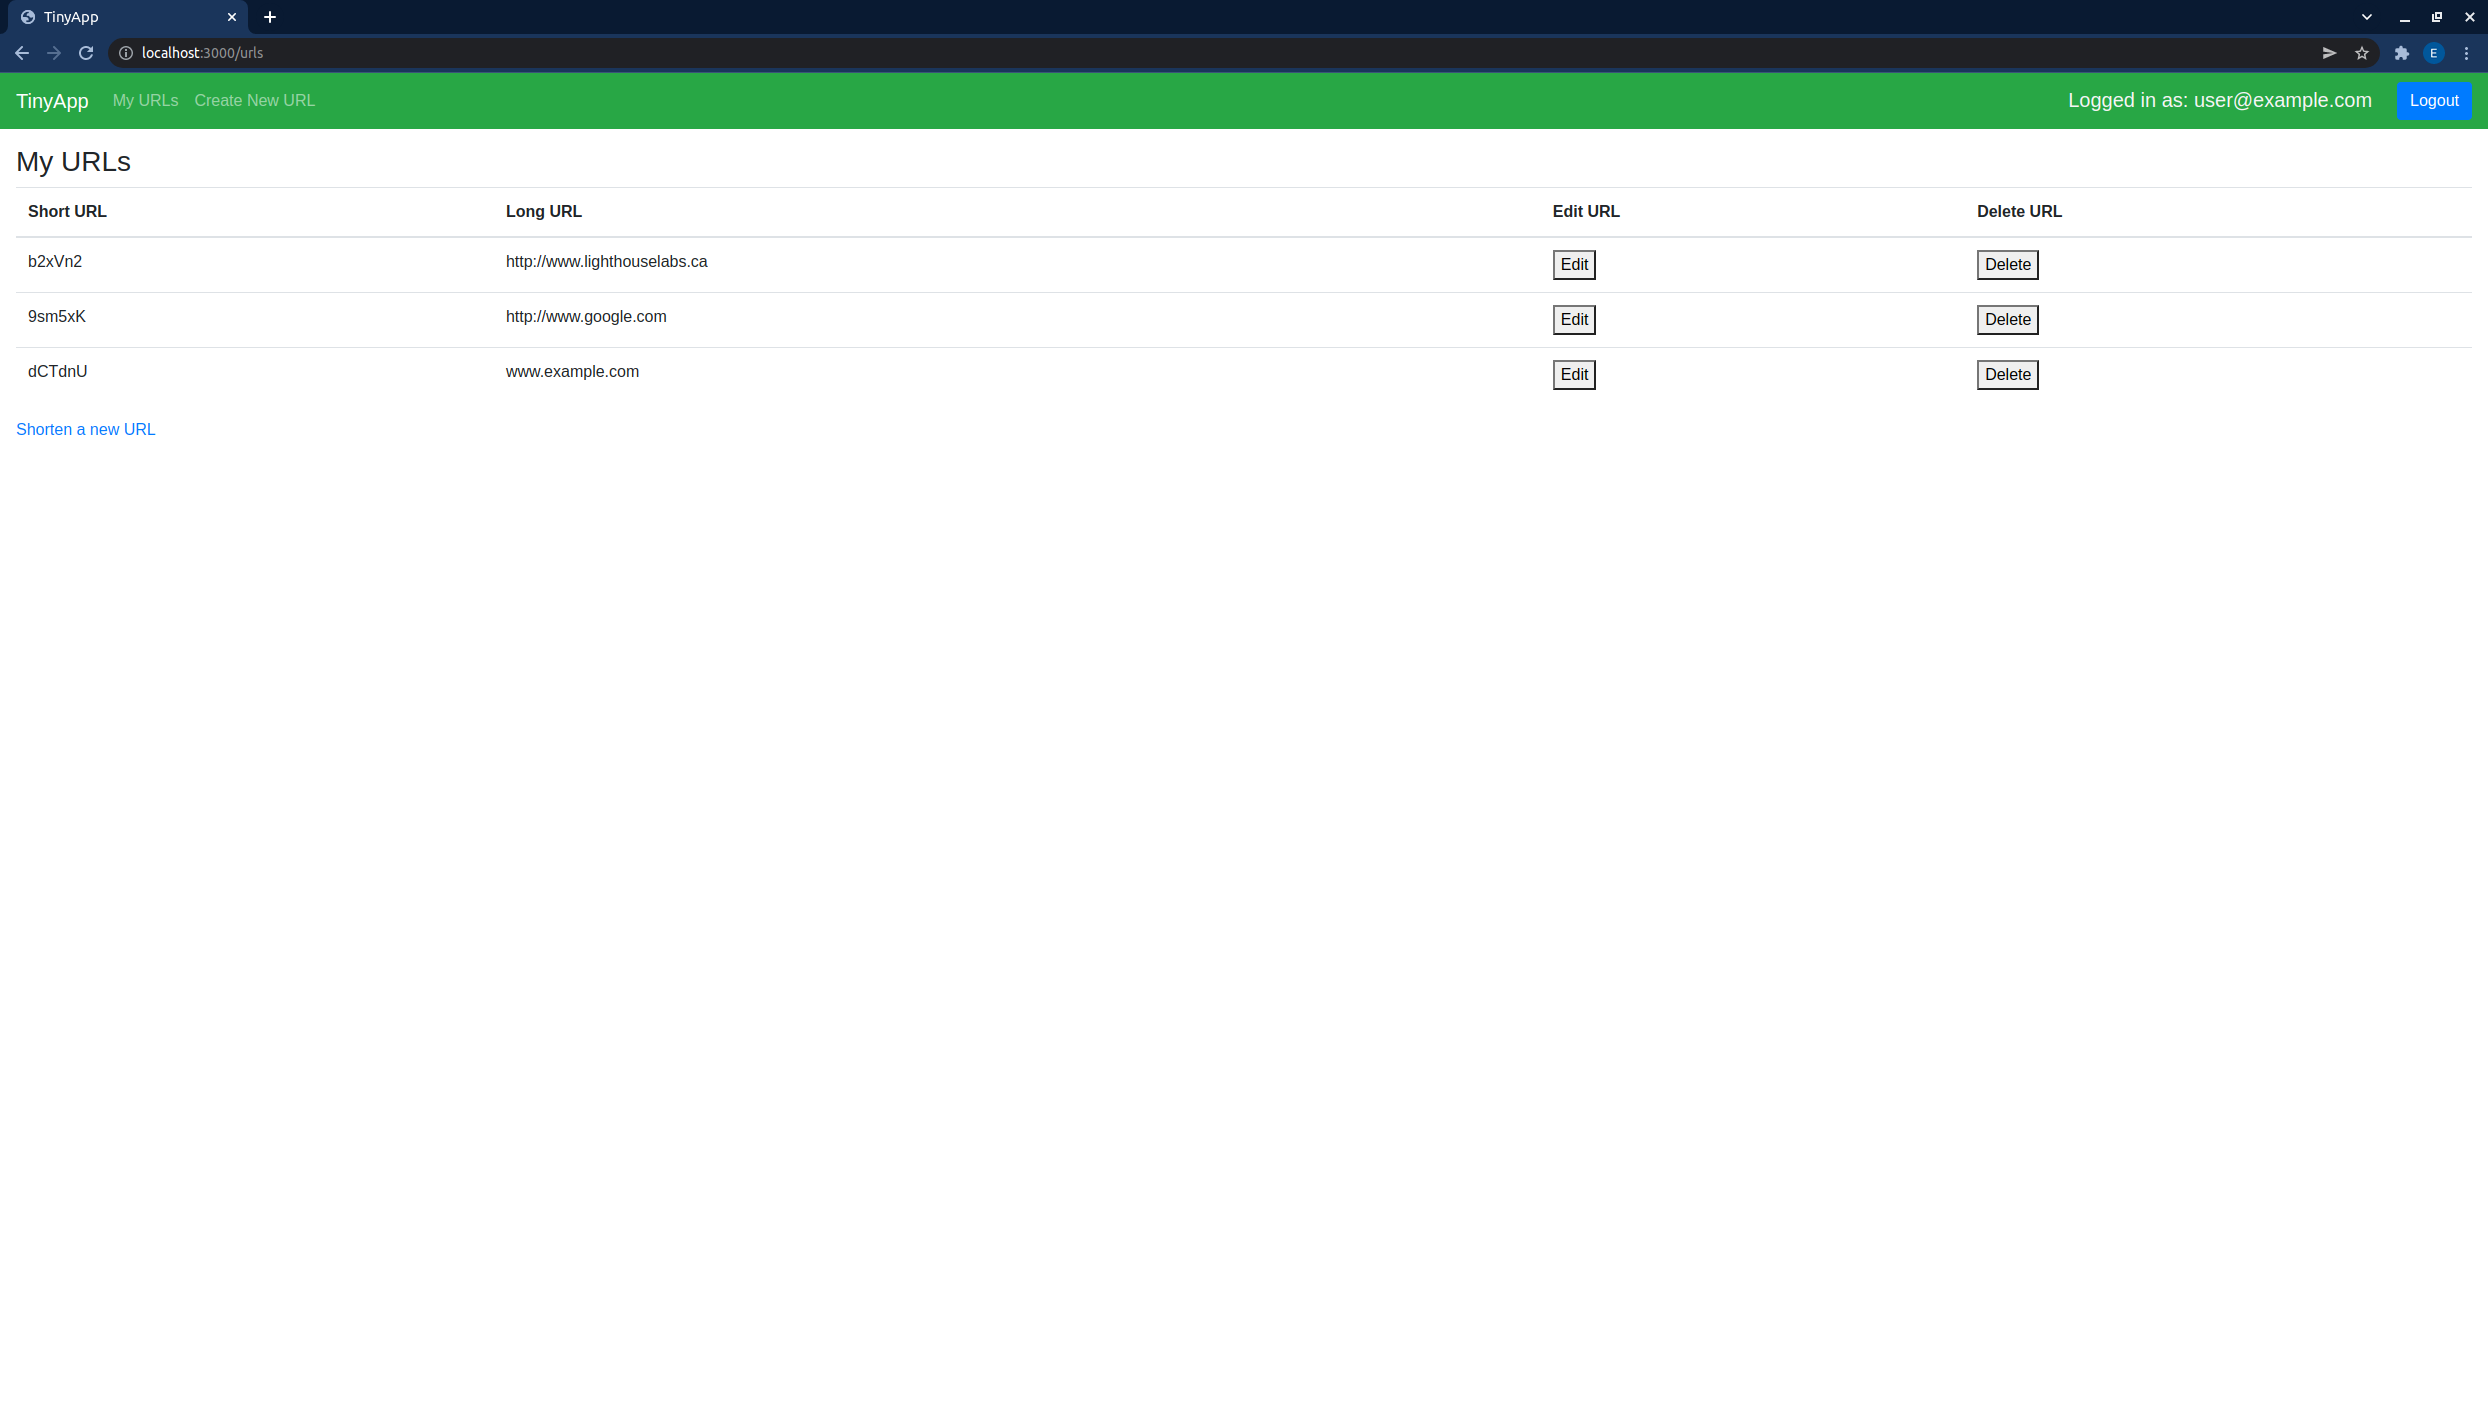 TinyApp
localhost:3000/urls
E
TinyApp My URLs Create New URL Logged in as: user@example.com Logout
My URLs
Short URL Long URL Edit URL Delete URL
b2xVn2 http://www.lighthouselabs.ca Edit Delete
9sm5xK http://www.google.com Edit Delete
dCTdnU www.example.com Edit Delete
Shorten a new URL